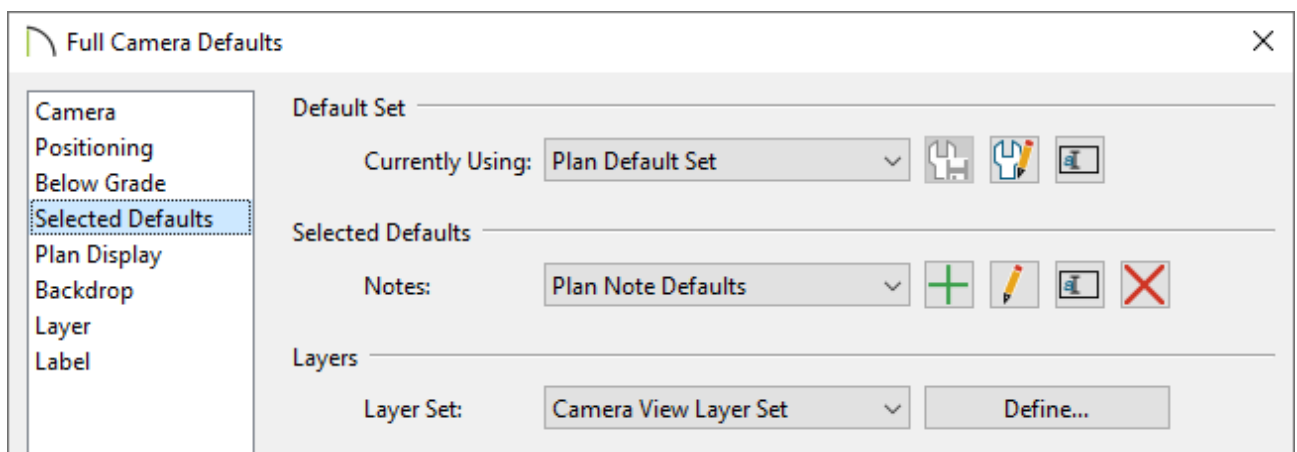 Full Camera Defaults
Camera
Positioning
Below Grade
Selected Defaults
Plan Display
Backdrop
Layer
Label
Default Set
Currently Using: Plan Default Set
Selected Defaults
Notes: Plan Note Defaults
Layers
Layer Set: Camera View Layer Set Define...